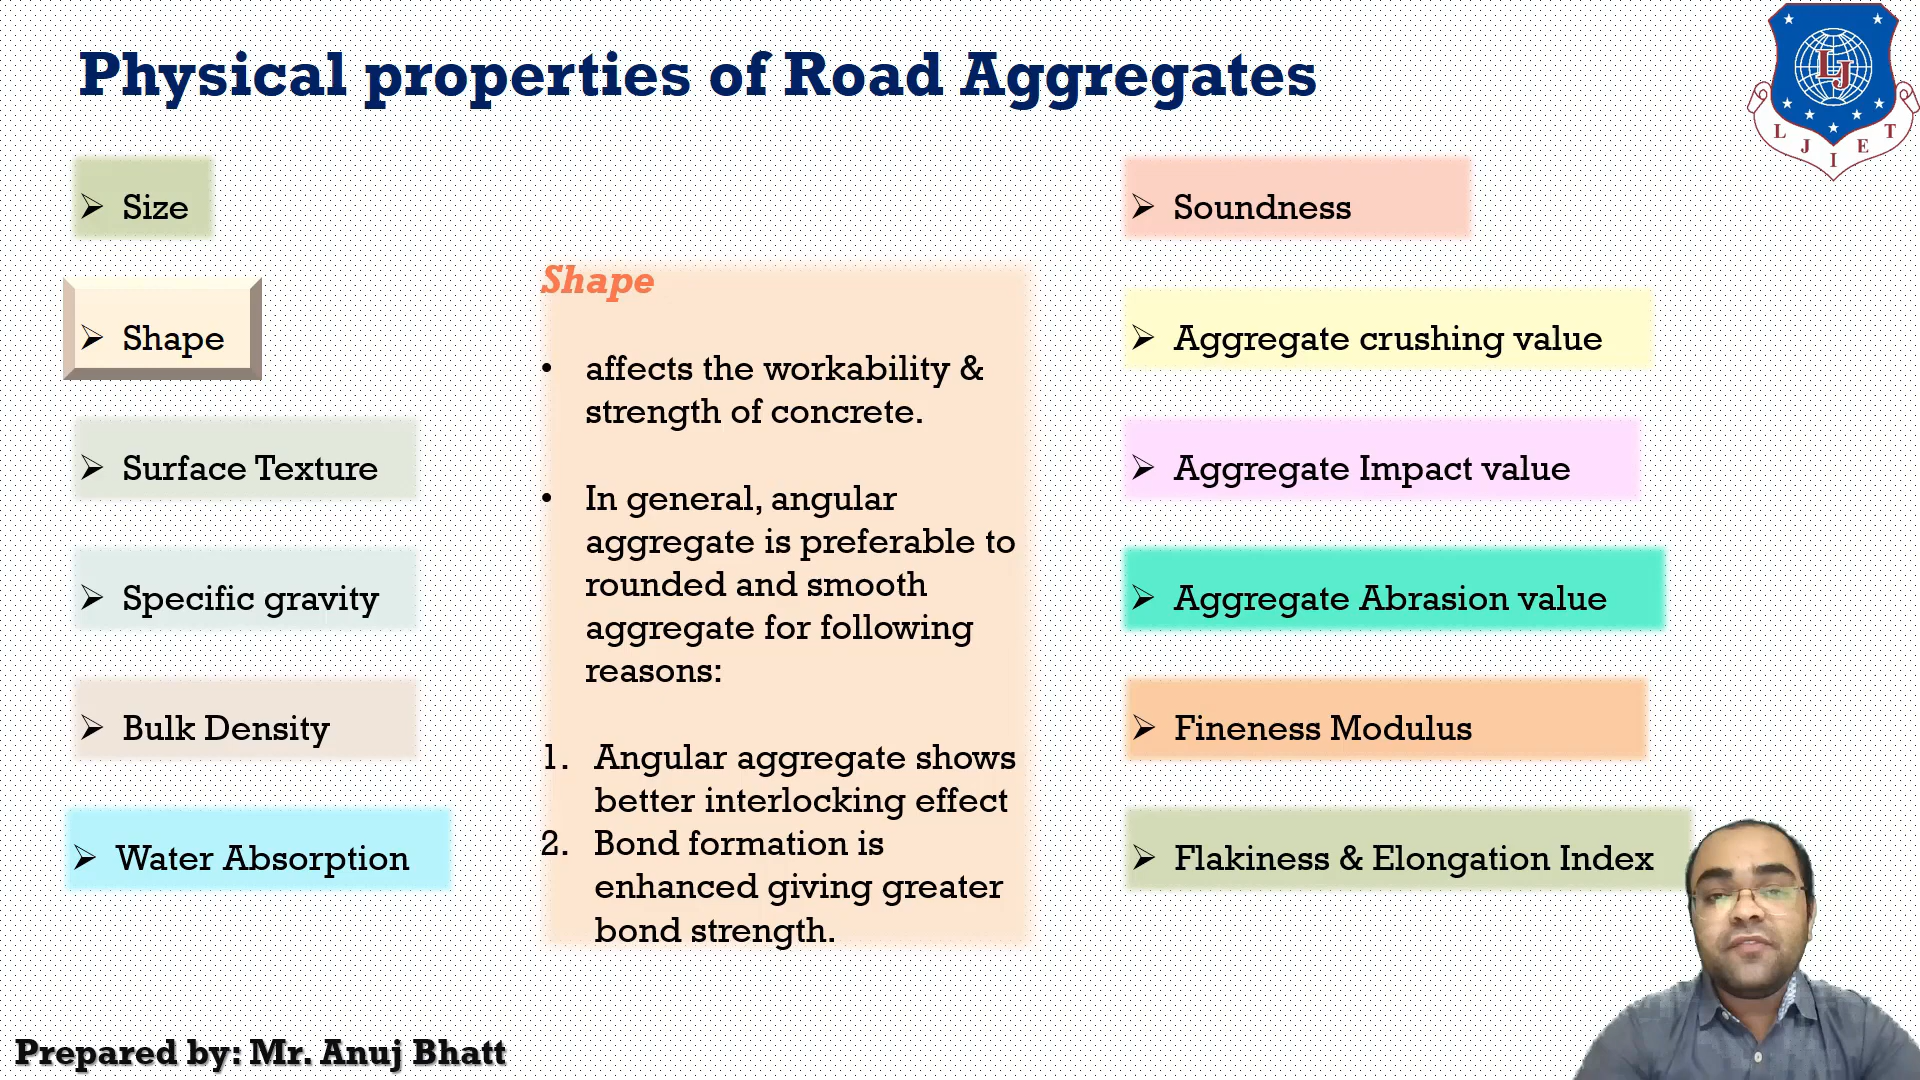 Physical properties of Road Aggregates
LJ
L J I E T
➢ Size
➢ Shape
➢ Surface Texture
➢ Specific gravity
➢ Bulk Density
➢ Water Absorption
Shape
• affects the workability &
strength of concrete.
• In general, angular
aggregate is preferable to
rounded and smooth
aggregate for following
reasons:
1. Angular aggregate shows
better interlocking effect
2. Bond formation is
enhanced giving greater
bond strength.
➢ Soundness
➢ Aggregate crushing value
➢ Aggregate Impact value
➢ Aggregate Abrasion value
➢ Fineness Modulus
➢ Flakiness & Elongation Index
Prepared by: Mr. Anuj Bhatt